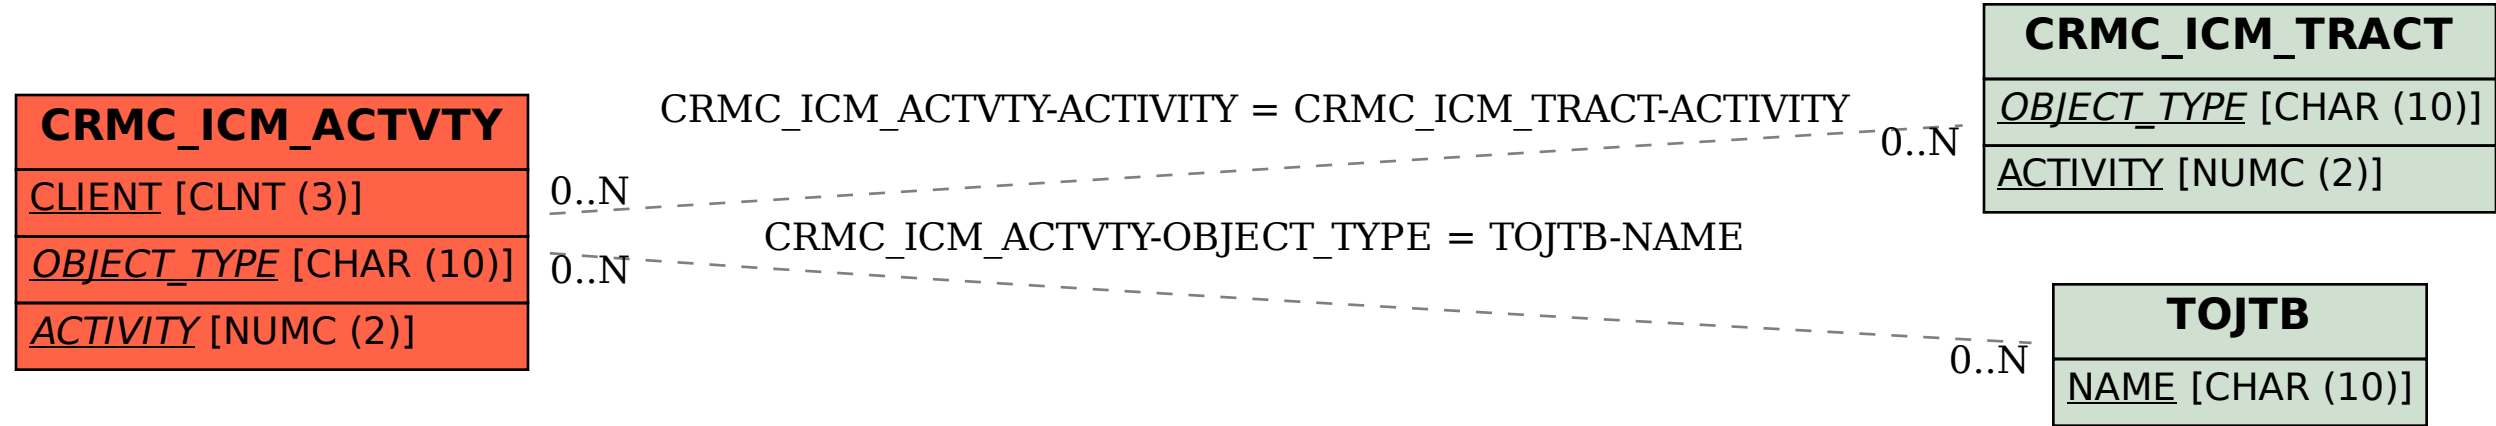 CRMC_ICM_ACTVTY
CLIENT [CLNT (3)]
OBJECT_TYPE [CHAR (10)]
ACTIVITY [NUMC (2)]
CRMC_ICM_ACTVTY-ACTIVITY = CRMC_ICM_TRACT-ACTIVITY
0..N
0..N
CRMC_ICM_ACTVTY-OBJECT_TYPE = TOJTB-NAME
0..N
0..N
CRMC_ICM_TRACT
OBJECT_TYPE [CHAR (10)]
ACTIVITY [NUMC (2)]
TOJTB
NAME [CHAR (10)]